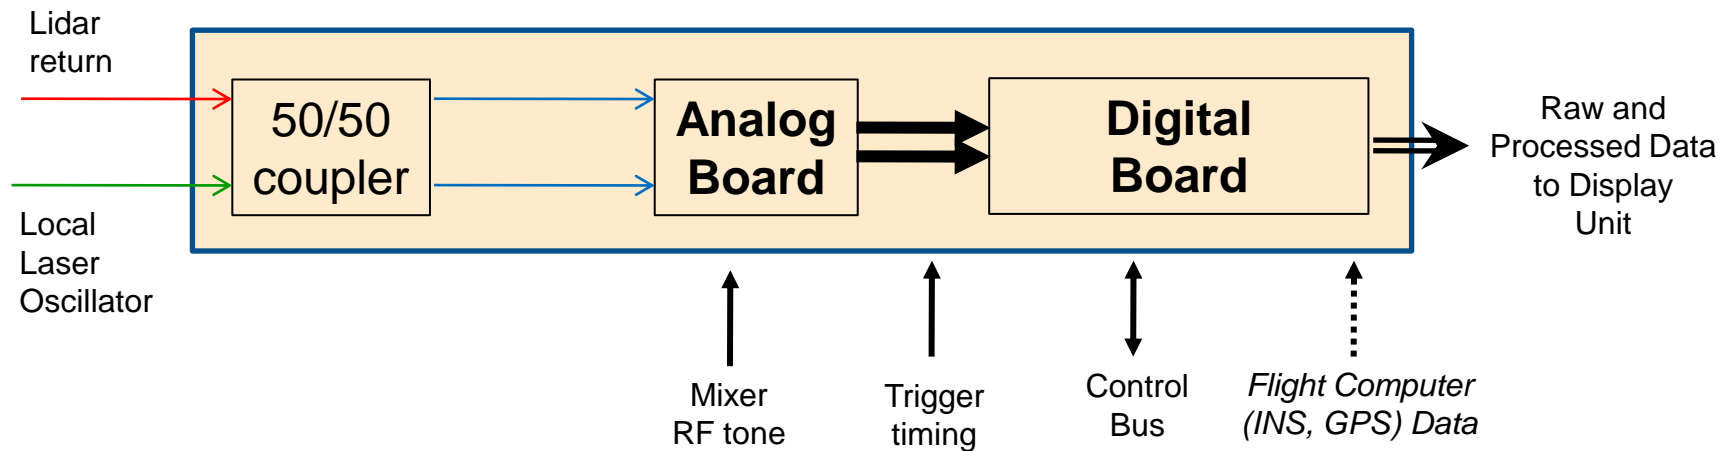 Lidar
return
50/50
coupler
Analog
Board
Digital
Board
Raw and
Processed Data
to Display
Unit
Local
Laser
Oscillator
Mixer
RF tone
Trigger
timing
Control
Bus
Flight Computer
(INS, GPS) Data